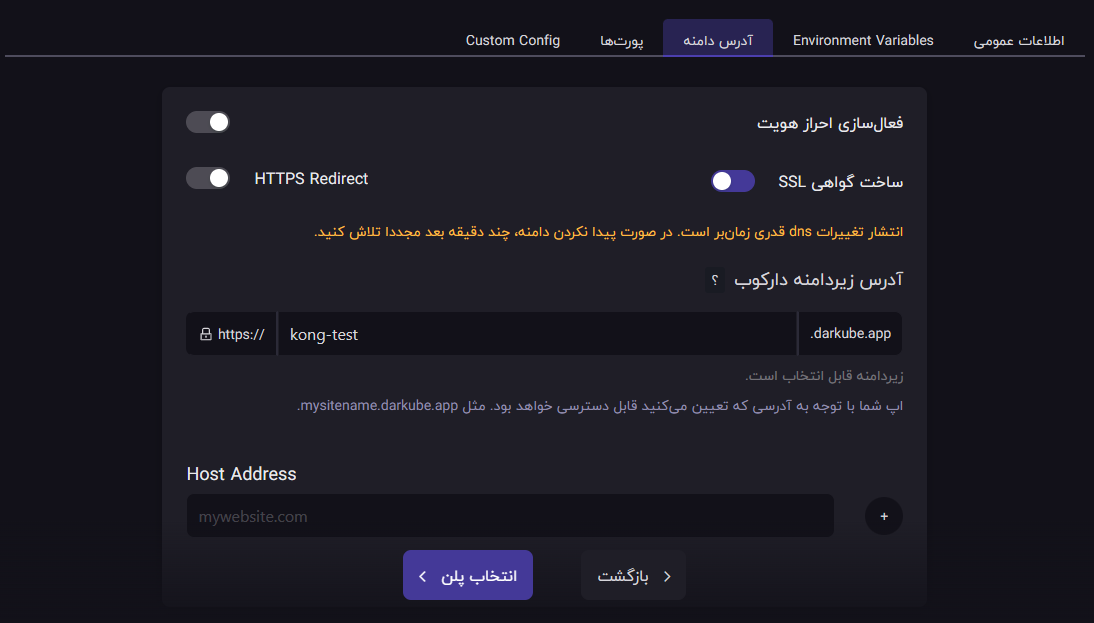 اطلاعات عمومی
Environment Variables
آدرس دامنه
پورت‌ها
Custom Config
فعال‌سازی احراز هویت
ساخت گواهی SSL
HTTPS Redirect
انتشار تغییرات dns قدری زمان‌بر است. در صورت پیدا نکردن دامنه، چند دقیقه بعد مجددا تلاش کنید.
آدرس زیردامنه دارکوب ؟
https://
kong-test
.darkube.app
زیردامنه قابل انتخاب است.
اپ شما با توجه به آدرسی که تعیین می‌کنید قابل دسترسی خواهد بود. مثل mysitename.darkube.app.
Host Address
mywebsite.com
+
بازگشت
انتخاب پلن